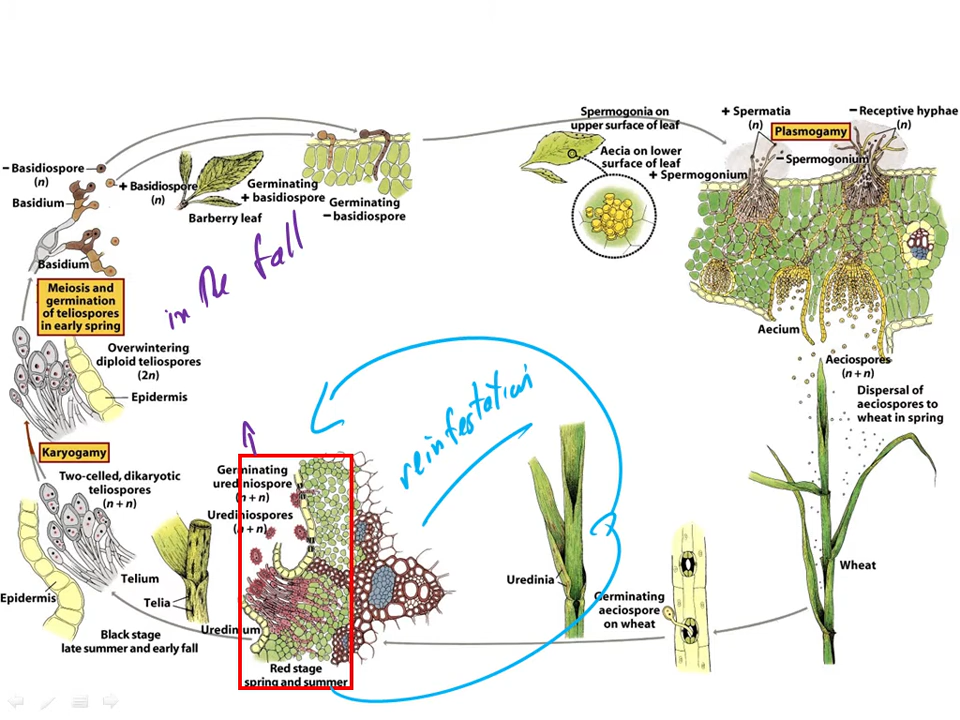 Spermogonia on
upper surface of leaf
+ Spermatia
(n)
− Receptive hyphae
(n)
Plasmogamy
Aecia on lower
surface of leaf
− Spermogonium
+ Spermogonium
− Basidiospore
(n)
Basidium
+ Basidiospore
(n)
Barberry leaf
Germinating
+ basidiospore
Germinating
− basidiospore
Basidium
in the fall
Meiosis and
germination
of teliospores
in early spring
Aecium
Overwintering
diploid teliospores
(2n)
Epidermis
Aeciospores
(n + n)
Dispersal of
aeciospores to
wheat in spring
reinfestation
Karyogamy
Two-celled, dikaryotic
teliospores
(n + n)
Germinating
urediniospore
(n + n)
Urediniospores
(n + n)
Wheat
Telium
Uredinia
Epidermis
Telia
Germinating
aeciospore
on wheat
Uredinium
Black stage
late summer and early fall
Red stage
spring and summer